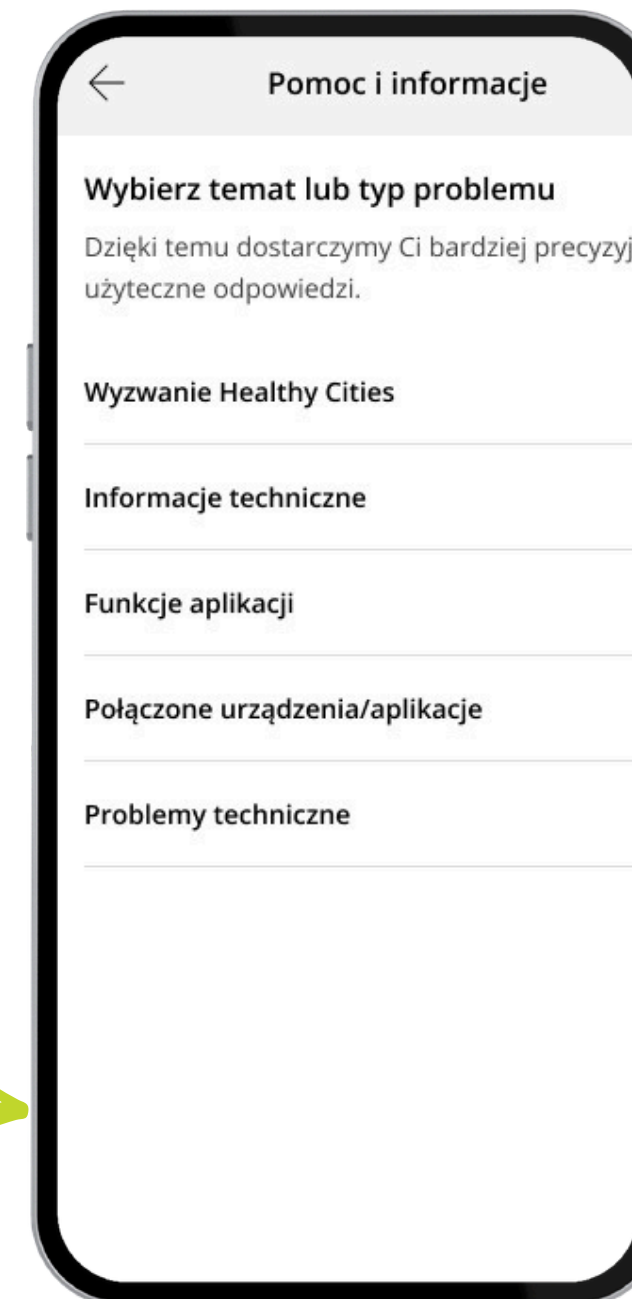 Pomoc i informacje
Wybierz temat lub typ problemu
Dzięki temu dostarczymy Ci bardziej
użyteczne odpowiedzi.
Wyzwanie Healthy Cities
Informacje techniczne
Funkcje aplikacji
Połączone urządzenia/aplikacje
Problemy techniczne